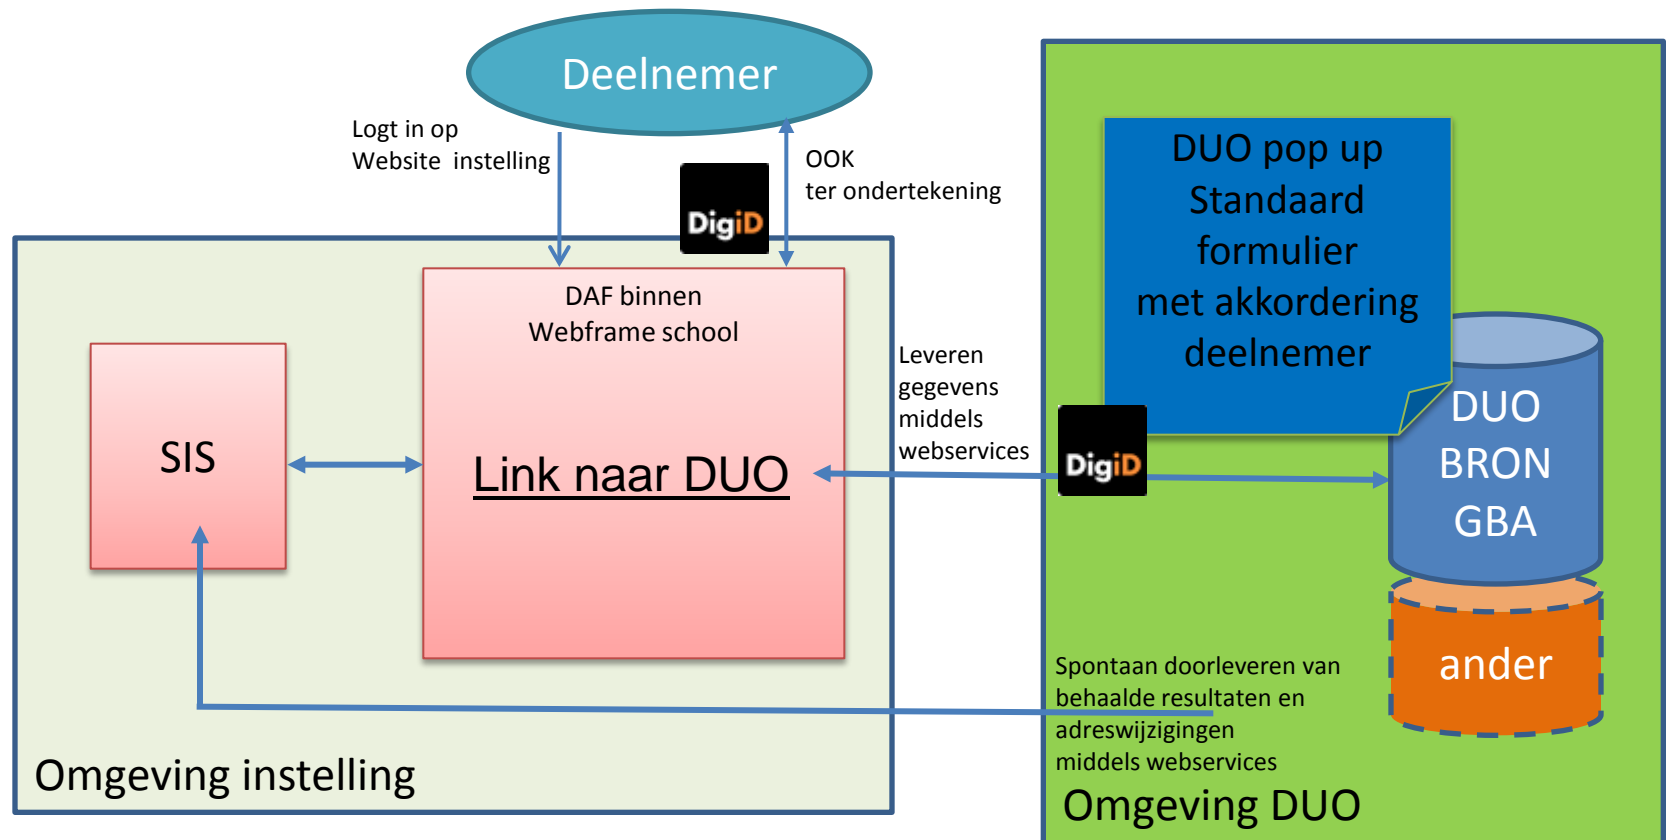 Deelnemer
Logt in op
Website instelling
OOK
ter ondertekening
DigiD
DAF binnen
Webframe school
SIS
Link naar DUO
Leveren
gegevens
middels
webservices
DUO pop up
Standaard
formulier
met akkordering
deelnemer
DigiD
DUO
BRON
GBA
ander
Spontaan doorleveren van
behaalde resultaten en
adreswijzigingen
middels webservices
Omgeving instelling
Omgeving DUO